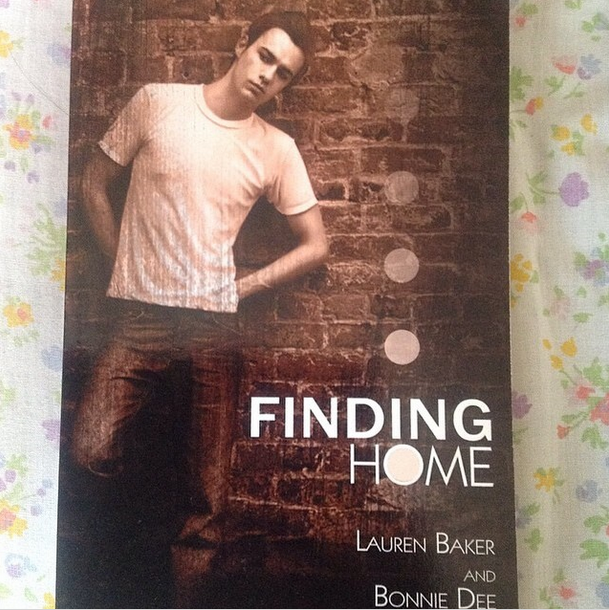 FINDING
HOME
LAUREN BAKER
AND
BONNIE DEE